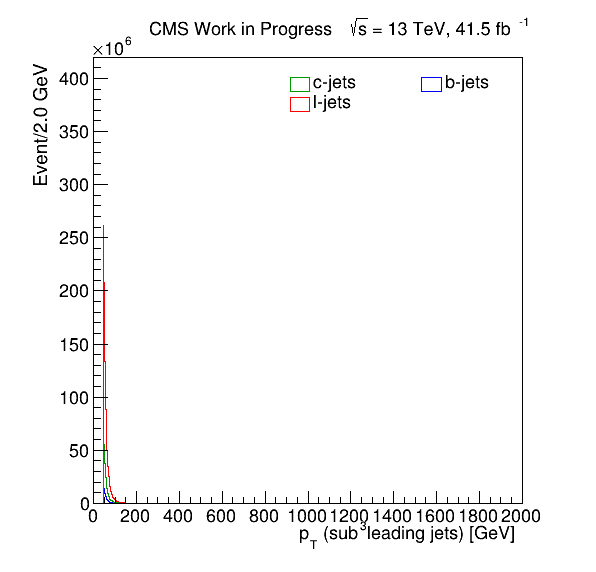 CMS Work in Progress √s = 13 TeV, 41.5 fb⁻¹
×10⁶
Event/2.0 GeV
400
350
300
250
200
150
100
50
0
c-jets b-jets
l-jets
0 200 400 600 800 1000 1200 1400 1600 1800 2000
p_T (sub³leading jets) [GeV]